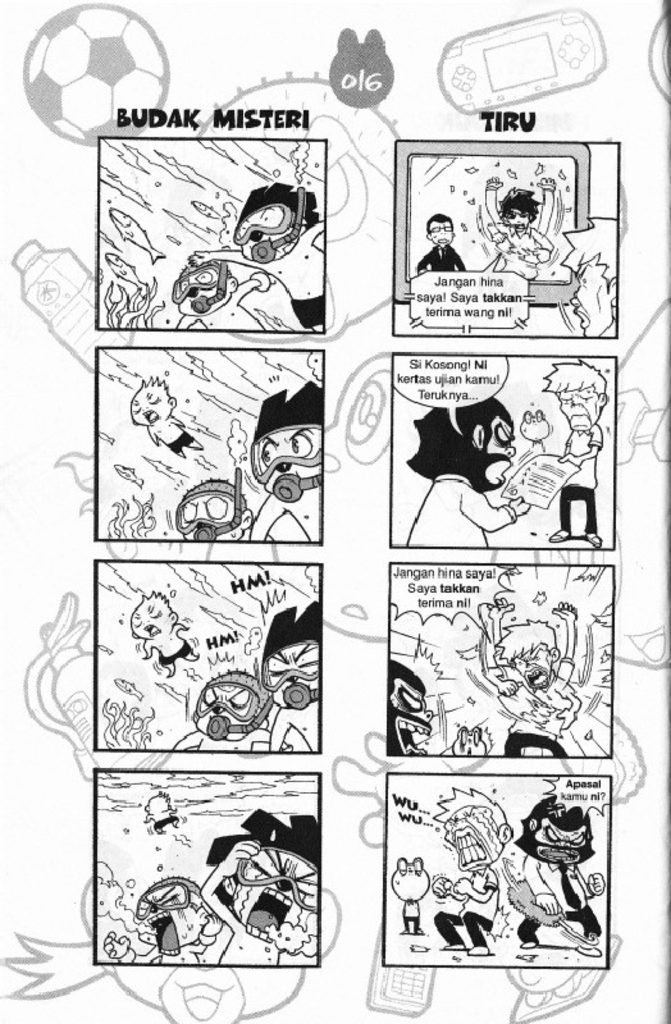 016
BUDAK MISTERI
HM!
HM!
TIRU
Jangan hina
saya! Saya takkan
terima wang ni!
Si Kosong! Ni
kertas ujian kamu!
Teruknya...
Jangan hina saya!
Saya takkan
terima ni!
WU...
WU...
Apasal
kamu ni?